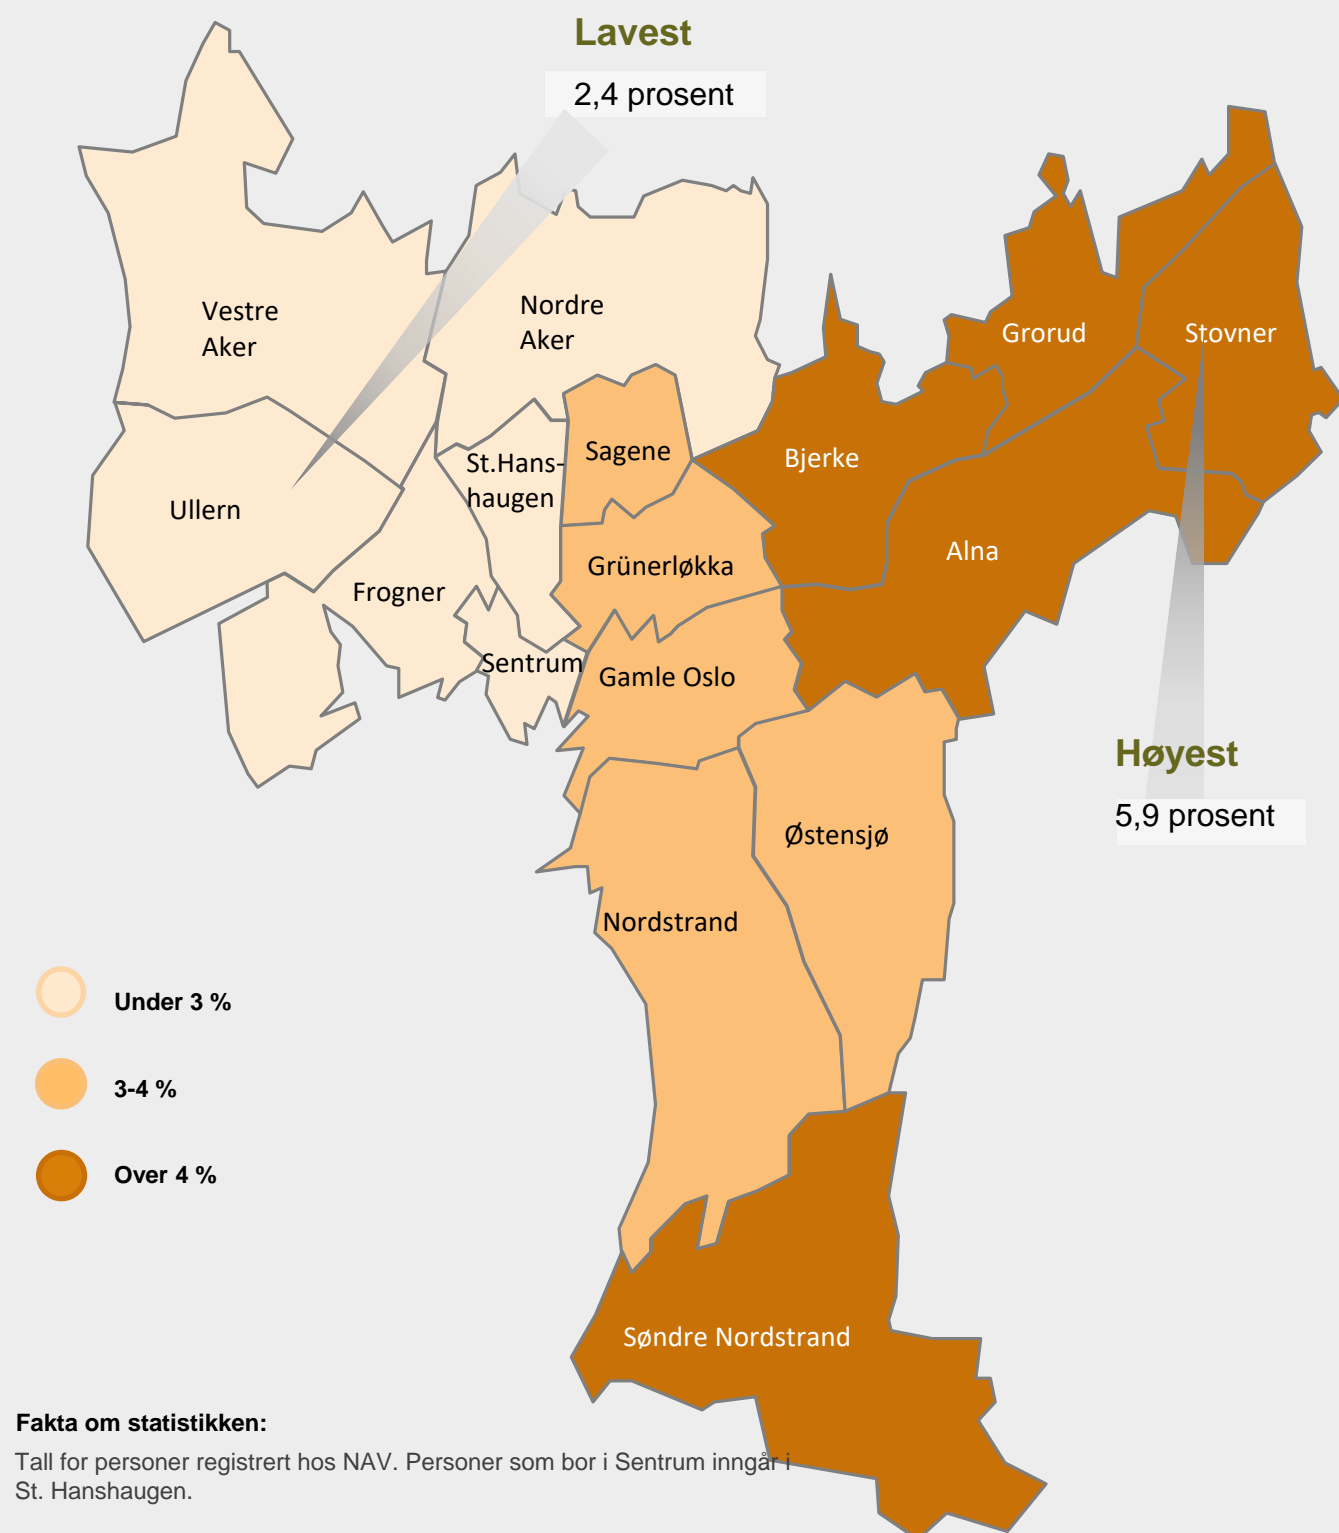 Lavest
2,4 prosent
Vestre
Aker
Nordre
Aker
Grorud
Stovner
Sagene
Bjerke
St.Hans-
haugen
Ullern
Alna
Grünerløkka
Frogner
Sentrum
Gamle Oslo
Høyest
5,9 prosent
Østensjø
Nordstrand
Under 3 %
3-4 %
Over 4 %
Søndre Nordstrand
Fakta om statistikken:
Tall for personer registrert hos NAV. Personer som bor i Sentrum inngår i
St. Hanshaugen.